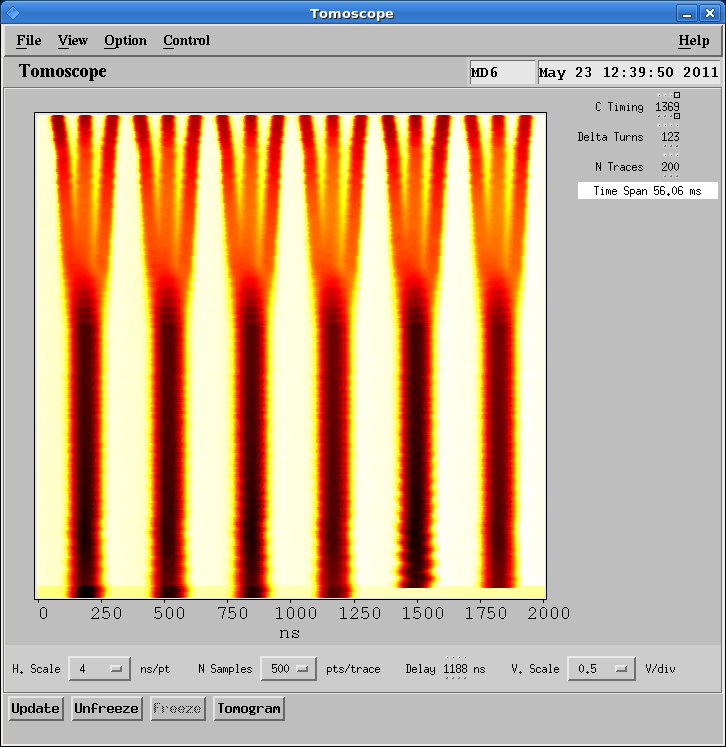 Tomoscope
File View Option Control Help
Tomoscope MD6 May 23 12:39:50 2011
C Timing 1369
Delta Turns 123
N Traces 200
Time Span 56.06 ms
0 250 500 750 1000 1250 1500 1750 2000
ns
H. Scale 4 ns/pt N Samples 500 pts/trace Delay 1188 ns V. Scale 0.5 V/div
Update Unfreeze Freeze Tomogram